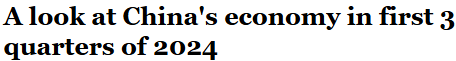 A look at China's economy in first 3
quarters of 2024